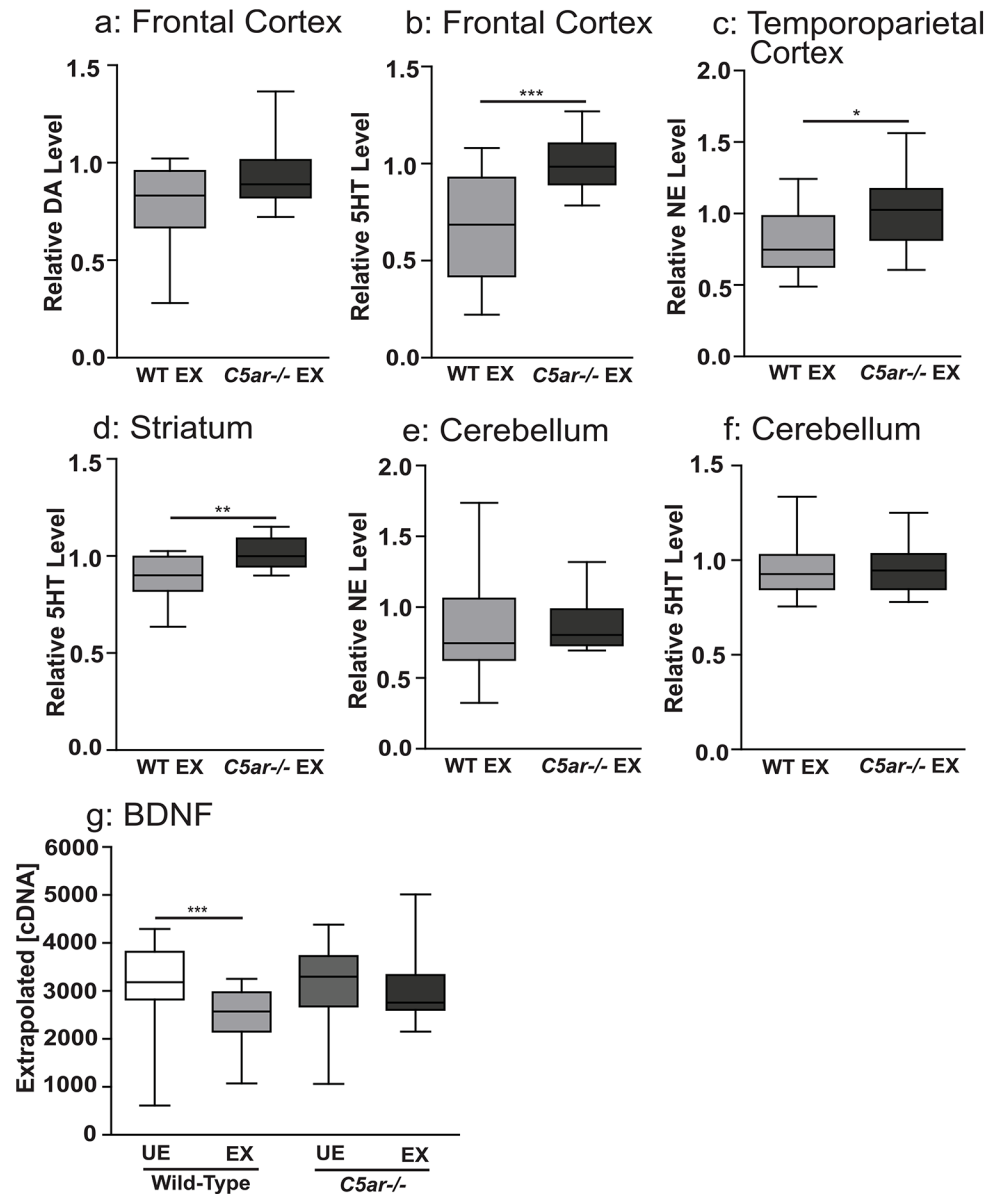 a: Frontal Cortex
1.5
1.0
0.5
0.0
Relative DA Level
WT EX
C5ar-/- EX
b: Frontal Cortex
1.5
1.0
0.5
0.0
Relative 5HT Level
***
WT EX
C5ar-/- EX
c: Temporoparietal
Cortex
2.0
1.5
1.0
0.5
0.0
Relative NE Level
*
WT EX
C5ar-/- EX
d: Striatum
1.5
1.0
0.5
0.0
Relative 5HT Level
**
WT EX
C5ar-/- EX
e: Cerebellum
2.0
1.5
1.0
0.5
0.0
Relative NE Level
WT EX
C5ar-/- EX
f: Cerebellum
1.5
1.0
0.5
0.0
Relative 5HT Level
WT EX
C5ar-/- EX
g: BDNF
6000
5000
4000
3000
2000
1000
0
Extrapolated [cDNA]
***
UE
EX
UE
EX
Wild-Type
C5ar-/-